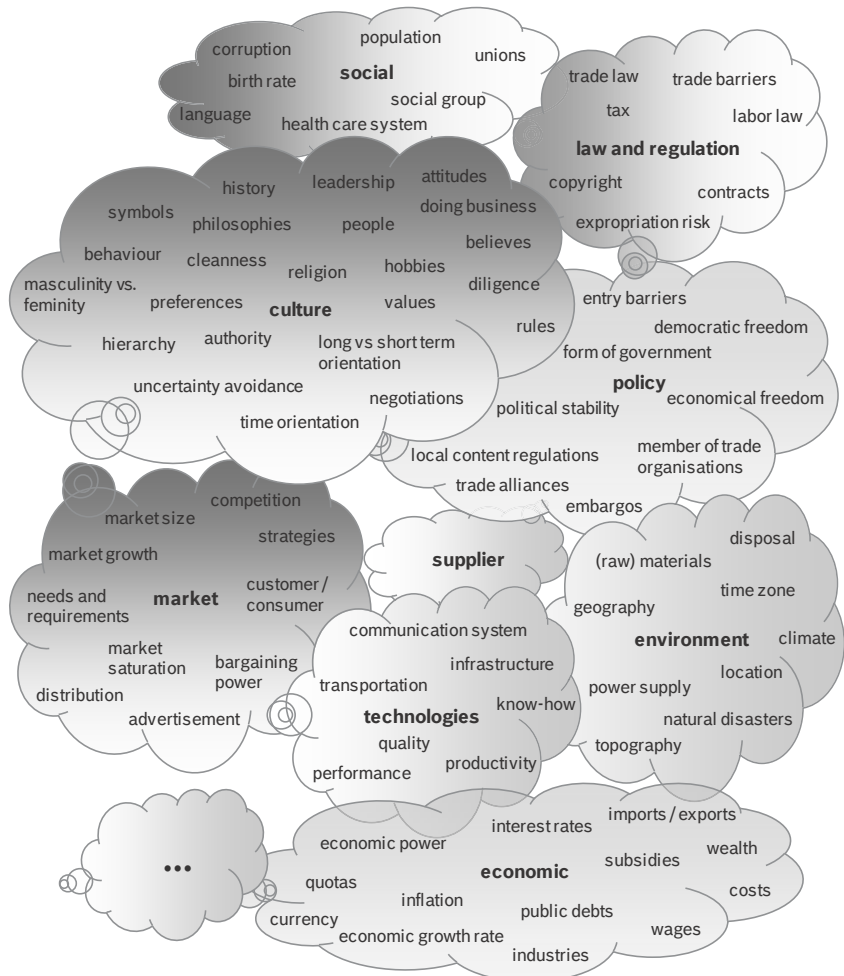 population
corruption
unions
social
birth rate
social group
language
health care system
trade law
trade barriers
tax
labor law
law and regulation
copyright
contracts
expropriation risk
history
leadership
attitudes
symbols
philosophies
people
doing business
believes
behaviour
cleanness
religion
hobbies
masculinity vs.
feminity
preferences
culture
values
diligence
rules
hierarchy
authority
long vs short term
orientation
uncertainty avoidance
negotiations
time orientation
entry barriers
democratic freedom
form of government
policy
political stability
economical freedom
local content regulations
member of trade
organisations
trade alliances
embargos
competition
market size
strategies
market growth
needs and
requirements
market
customer /
consumer
market
saturation
bargaining
power
distribution
advertisement
supplier
communication system
infrastructure
transportation
know-how
technologies
quality
performance
productivity
disposal
(raw) materials
time zone
geography
environment
climate
location
power supply
natural disasters
topography
...
imports / exports
interest rates
economic power
wealth
subsidies
economic
quotas
costs
inflation
public debts
currency
wages
economic growth rate
industries